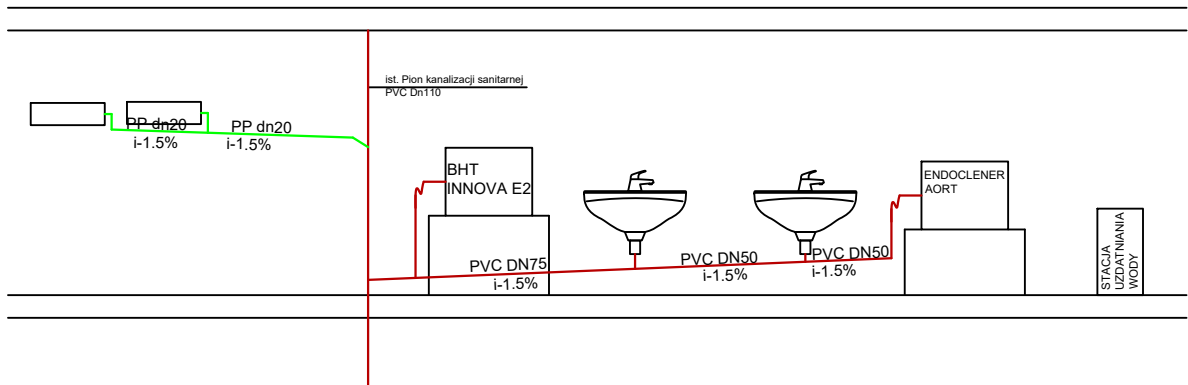 ist. Pion kanalizacji sanitarnej
PVC Dn110
PP dn20
i-1.5%
PP dn20
i-1.5%
BHT
INNOVA E2
ENDOCLENER
AORT
PVC DN75
i-1.5%
PVC DN50
i-1.5%
PVC DN50
i-1.5%
STACJA
UZDATNIANIA
WODY